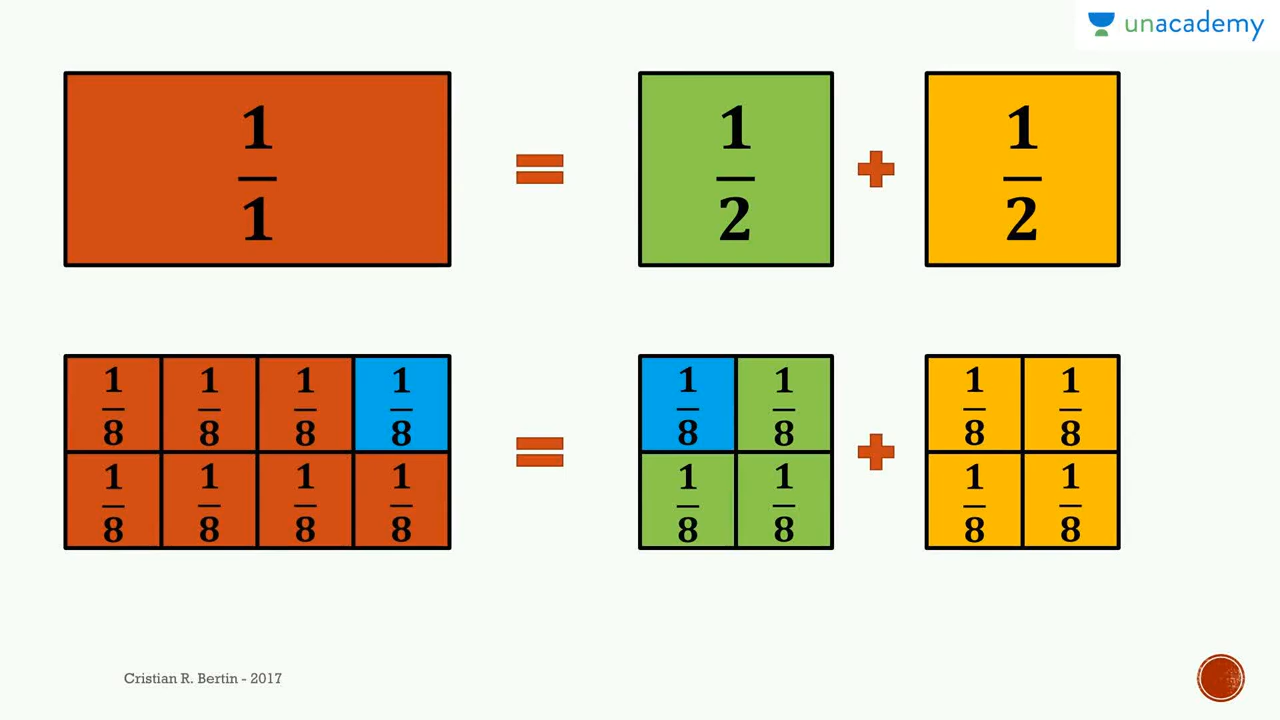 unacademy
1/1 = 1/2 + 1/2
1/8 1/8 1/8 1/8 = 1/8 1/8 + 1/8 1/8
1/8 1/8 1/8 1/8 1/8 1/8 1/8 1/8
Cristian R. Bertin - 2017